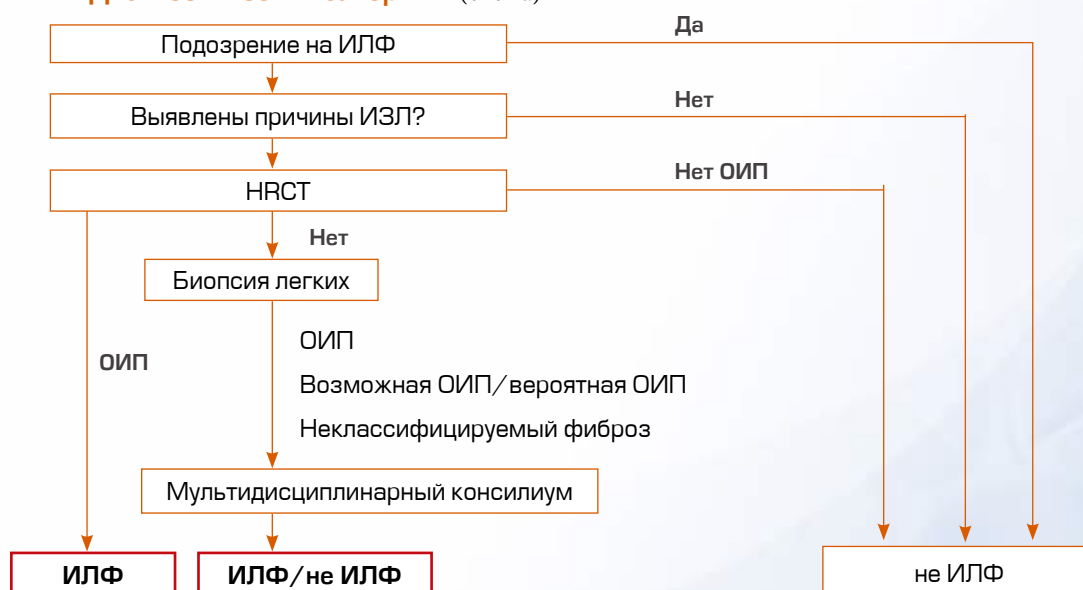 Подозрение на ИЛФ
Да
Выявлены причины ИЗЛ?
Нет
HRCT
Нет ОИП
Нет
Биопсия легких
ОИП
ОИП
Возможная ОИП/вероятная ОИП
Неклассифицируемый фиброз
Мультидисциплинарный консилиум
ИЛФ
ИЛФ/не ИЛФ
не ИЛФ